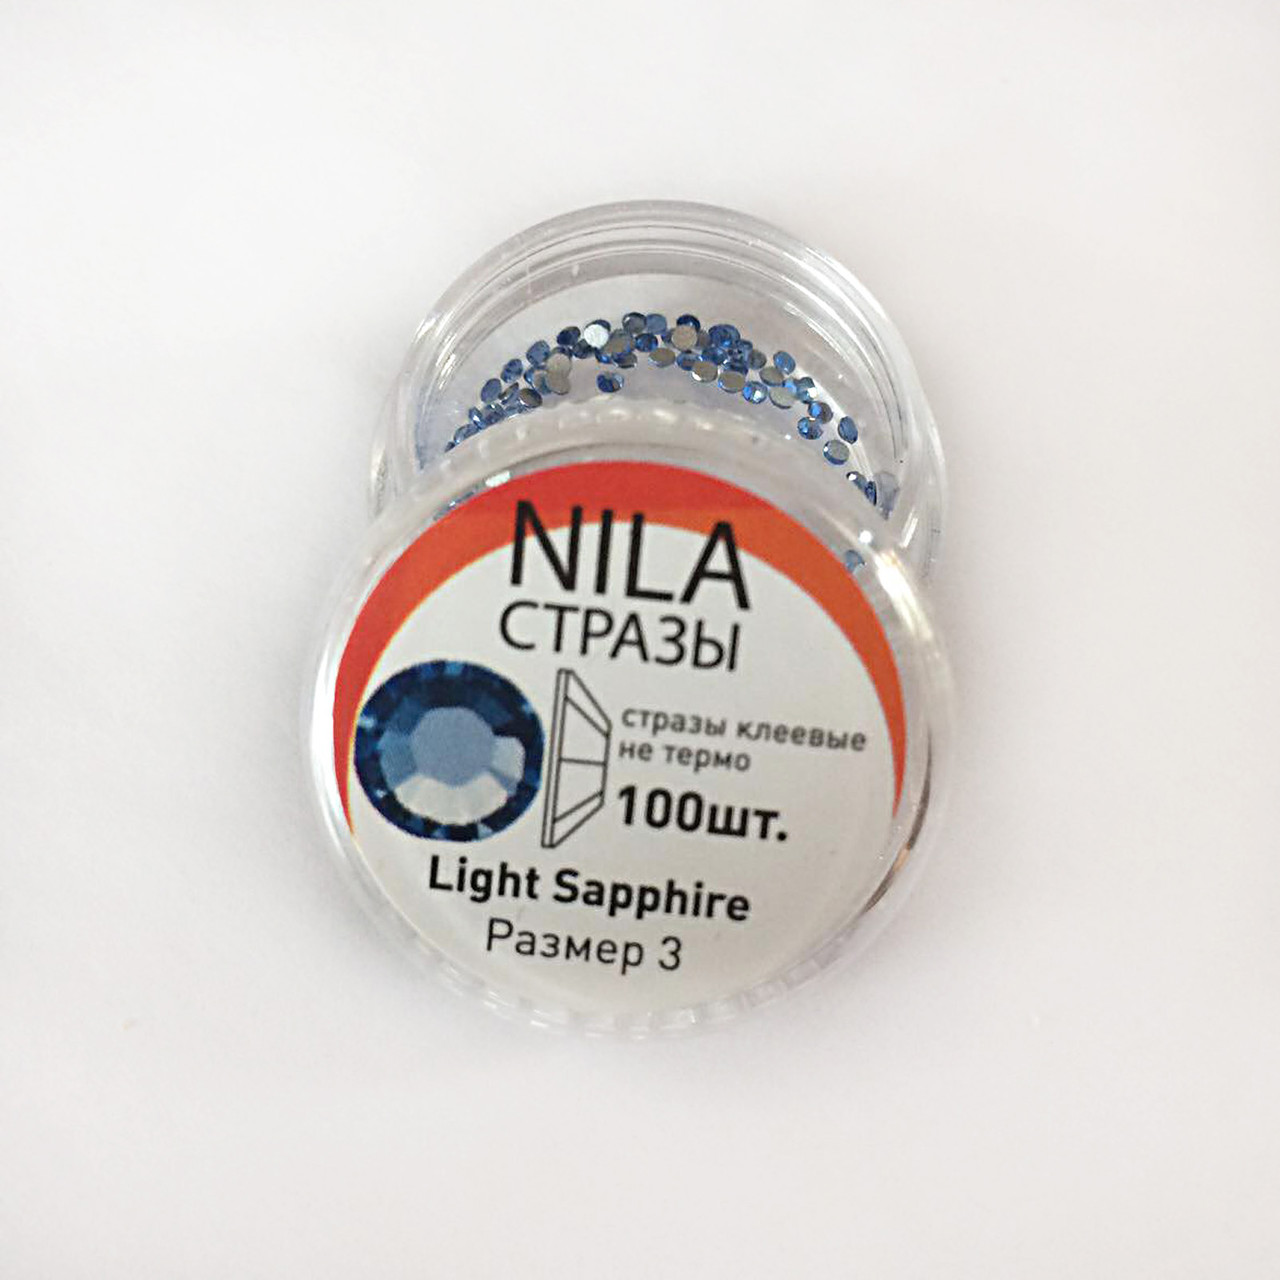 NILA
СТРАЗЫ
стразы клеевые
не термо
100шт.
Light Sapphire
Размер 3